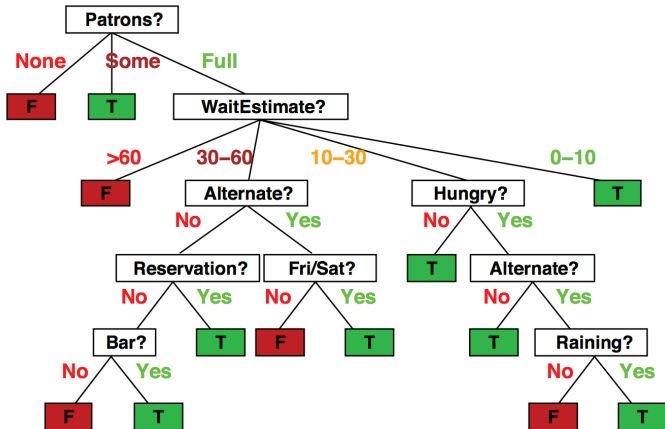 Patrons?
None Some Full
F T WaitEstimate?
>60 30–60 10–30 0–10
F Alternate? Hungry? T
No Yes No Yes
Reservation? Fri/Sat? T Alternate?
No Yes No Yes No Yes
Bar? T F T T Raining?
No Yes No Yes
F T F T